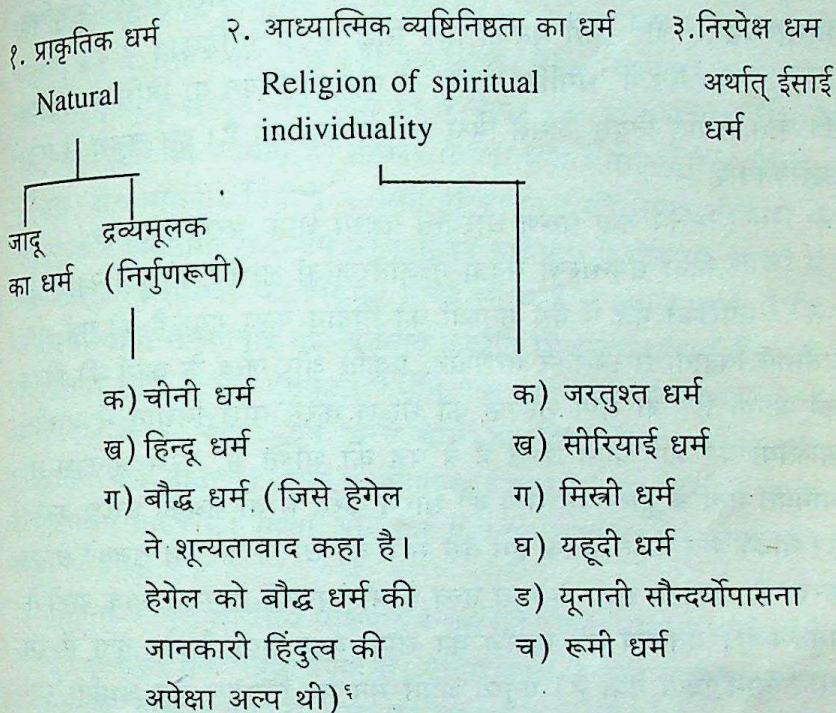 १. प्राकृतिक धर्म
Natural
२. आध्यात्मिक व्यष्टिनिष्ठता का धर्म
Religion of spiritual
individuality
३.निरपेक्ष धम
अर्थात् ईसाई
धर्म
जादू
का धर्म
द्रव्यमूलक
(निर्गुणरूपी)
क) चीनी धर्म
ख) हिन्दू धर्म
ग) बौद्ध धर्म (जिसे हेगेल
ने शून्यतावाद कहा है।
हेगेल को बौद्ध धर्म की
जानकारी हिंदुत्व की
अपेक्षा अल्प थी)६
क) जरतुश्त धर्म
ख) सीरियाई धर्म
ग) मिस्त्री धर्म
घ) यहूदी धर्म
ड) यूनानी सौन्दर्योपासना
च) रूमी धर्म